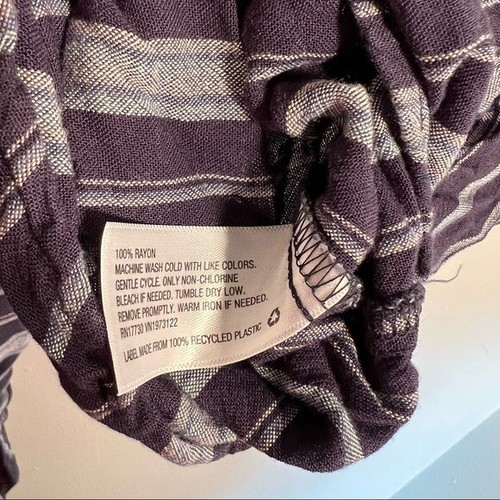 100% RAYON
MACHINE WASH COLD WITH LIKE COLORS.
GENTLE CYCLE. ONLY NON-CHLORINE
BLEACH IF NEEDED. TUMBLE DRY LOW.
REMOVE PROMPTLY. WARM IRON IF NEEDED.
RN17730 VN1973122
LABEL MADE FROM 100% RECYCLED PLASTIC